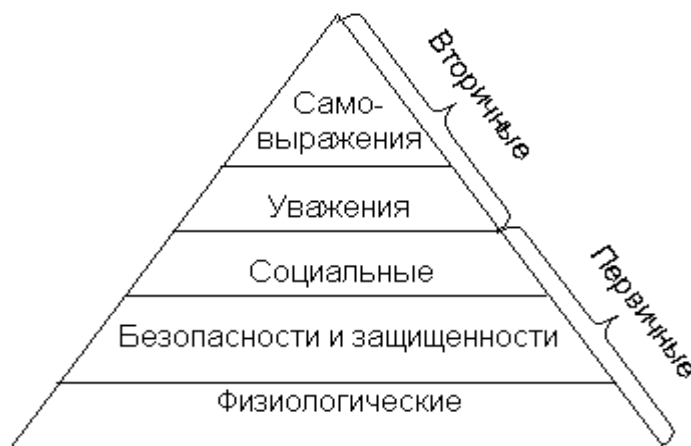 Само-
выражения
Уважения
Социальные
Безопасности и защищенности
Физиологические
Вторичные
Первичные